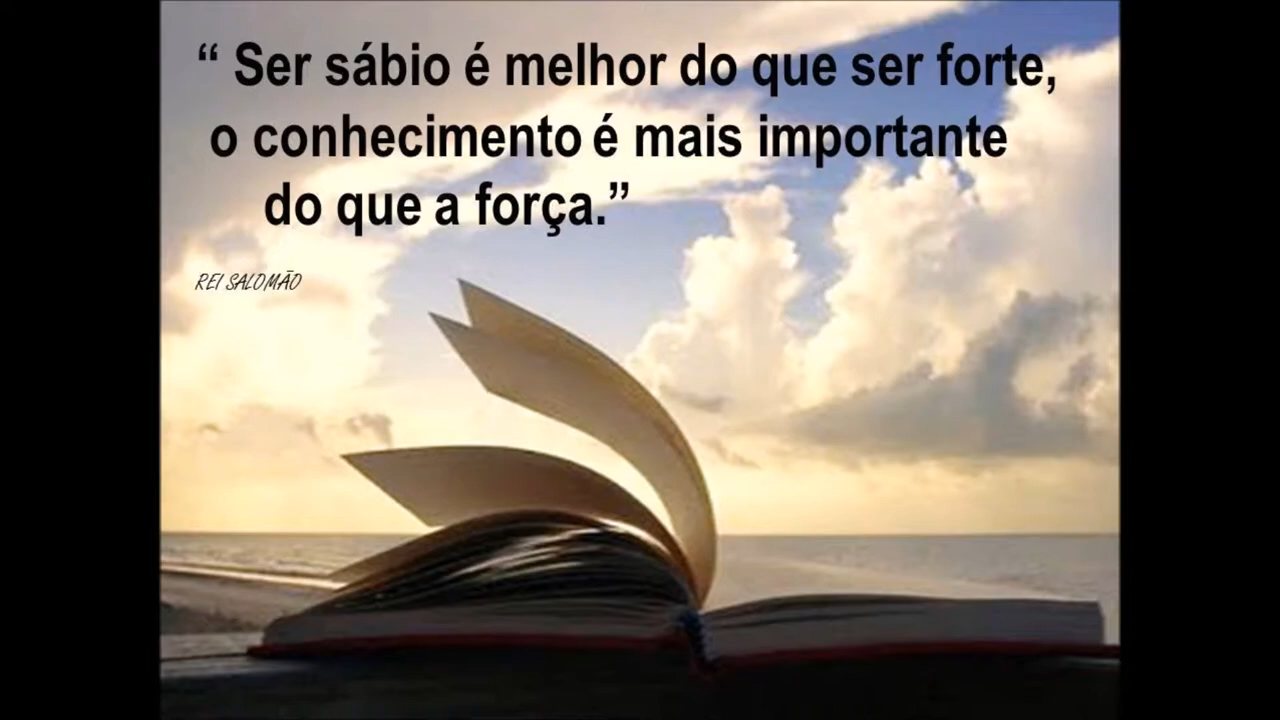 “ Ser sábio é melhor do que ser forte,
o conhecimento é mais importante
do que a força.”
REI SALOMÃO